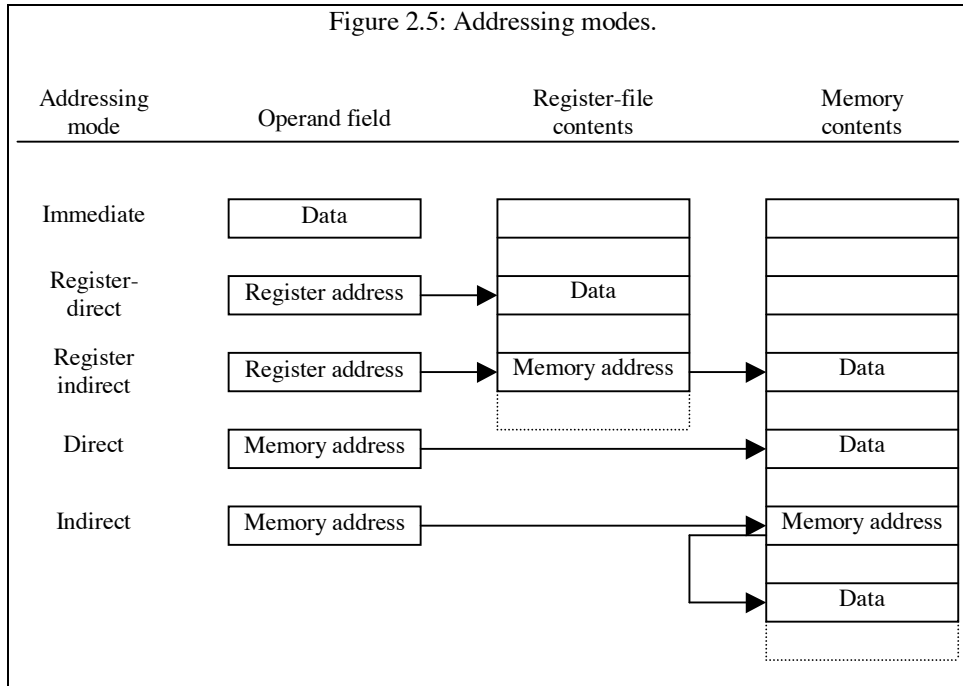 Figure 2.5: Addressing modes.
Addressing
mode
Operand field
Register-file
contents
Memory
contents
Immediate
Data
Register-
direct
Register address
Data
Register
indirect
Register address
Memory address
Data
Direct
Memory address
Data
Indirect
Memory address
Memory address
Data